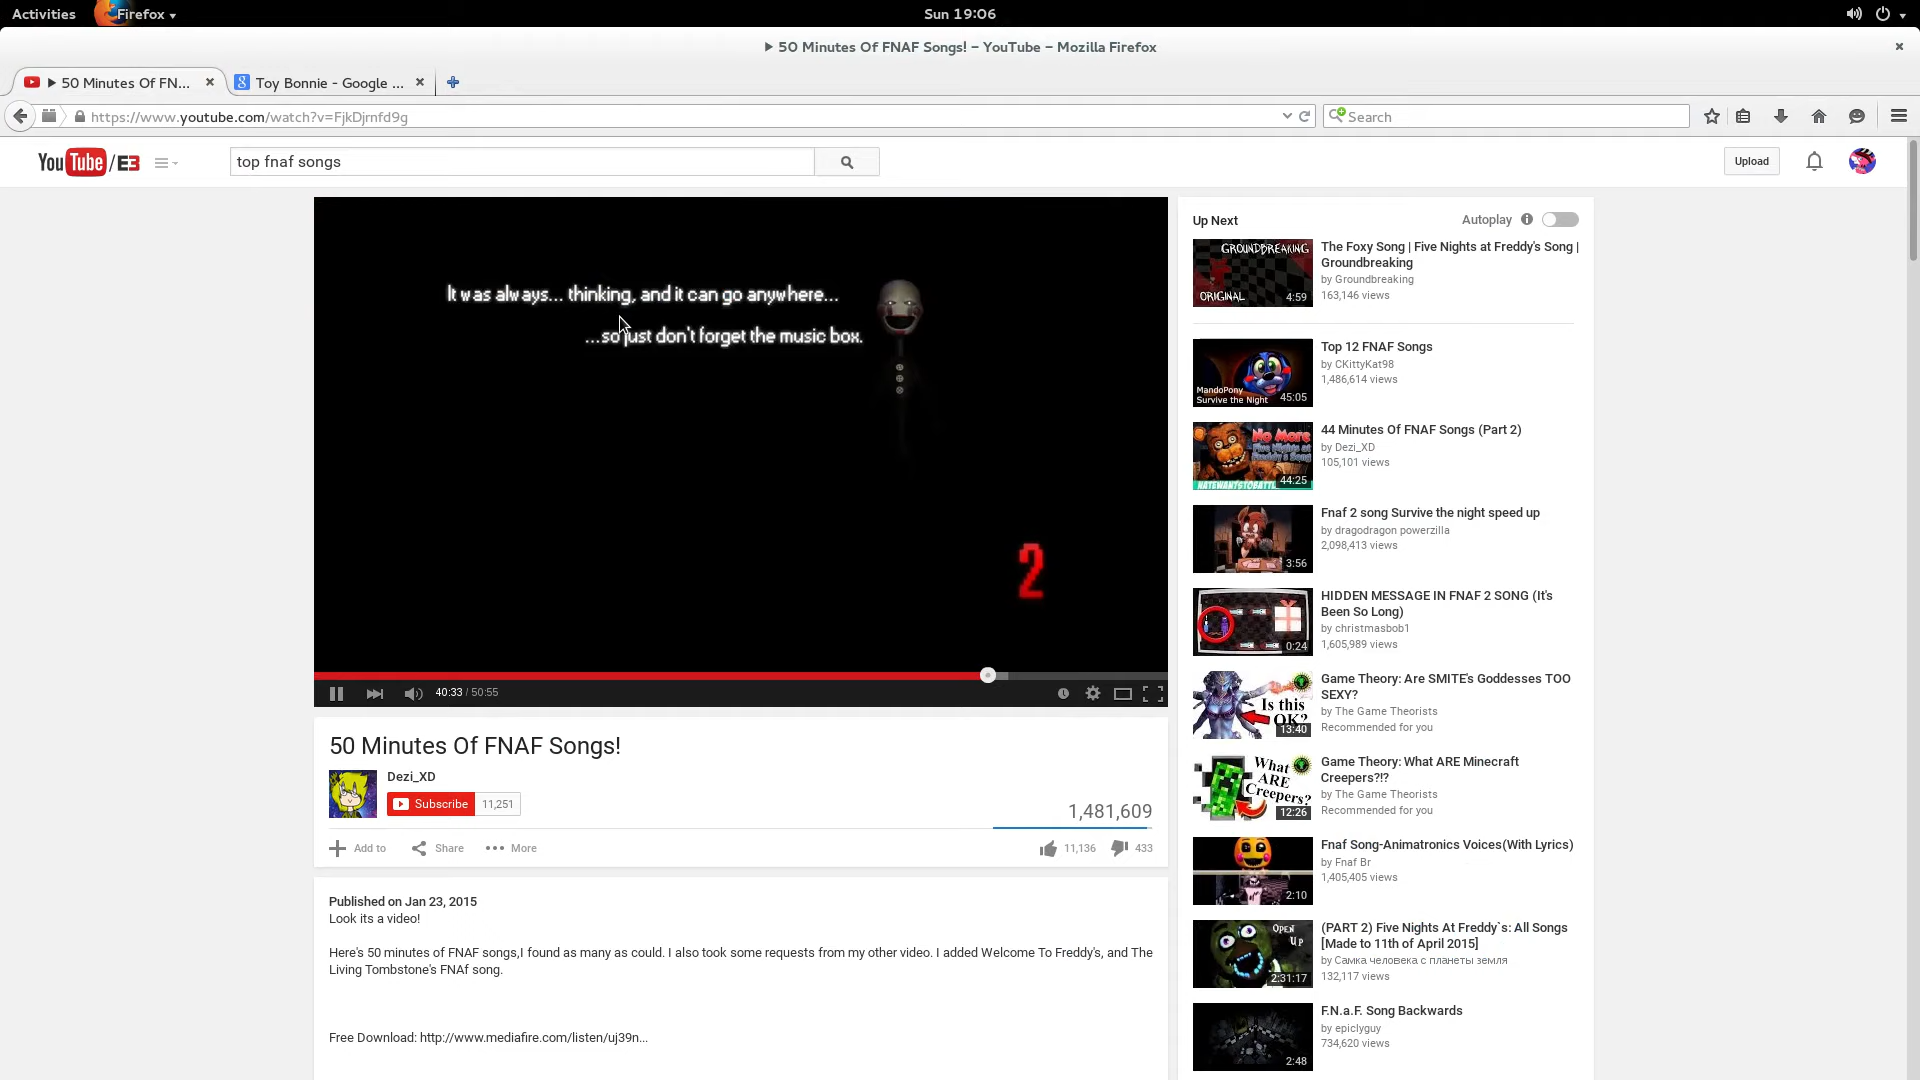 Activities
Firefox
Sun 19:06
▶ 50 Minutes Of FNAF Songs! – YouTube – Mozilla Firefox
▶ 50 Minutes Of FN...
Toy Bonnie - Google ...
https://www.youtube.com/watch?v=FjkDjrnfd9g
Search
YouTube /E3
top fnaf songs
Upload
It was always... thinking, and it can go anywhere...
...so just don't forget the music box.
2
40:33 / 50:55
50 Minutes Of FNAF Songs!
Dezi_XD
Subscribe 11,251
1,481,609
Add to Share More
11,136 433
Published on Jan 23, 2015
Look its a video!
Here's 50 minutes of FNAF songs,I found as many as could. I also took some requests from my other video. I added Welcome To Freddy's, and The
Living Tombstone's FNAf song.
Free Download: http://www.mediafire.com/listen/uj39n...
Up Next
Autoplay
GROUNDBREAKING
ORIGINAL
4:59
The Foxy Song | Five Nights at Freddy's Song |
Groundbreaking
by Groundbreaking
163,146 views
MandoPony
Survive the Night
45:05
Top 12 FNAF Songs
by CKittyKat98
1,486,614 views
No More
Five Nights at
Freddy's Song
NATEWANTSTOBATTLE
44:25
44 Minutes Of FNAF Songs (Part 2)
by Dezi_XD
105,101 views
3:56
Fnaf 2 song Survive the night speed up
by dragodragon powerzilla
2,098,413 views
0:24
HIDDEN MESSAGE IN FNAF 2 SONG (It's
Been So Long)
by christmasbob1
1,605,989 views
Is this
OK?
13:40
Game Theory: Are SMITE's Goddesses TOO
SEXY?
by The Game Theorists
Recommended for you
What
ARE
Creepers?
12:26
Game Theory: What ARE Minecraft
Creepers?!?
by The Game Theorists
Recommended for you
2:10
Fnaf Song-Animatronics Voices(With Lyrics)
by Fnaf Br
1,405,405 views
OPEN
UP
2:31:17
(PART 2) Five Nights At Freddy`s: All Songs
[Made to 11th of April 2015]
by Самка человека с планеты земля
132,117 views
2:48
F.N.a.F. Song Backwards
by epiclyguy
734,620 views